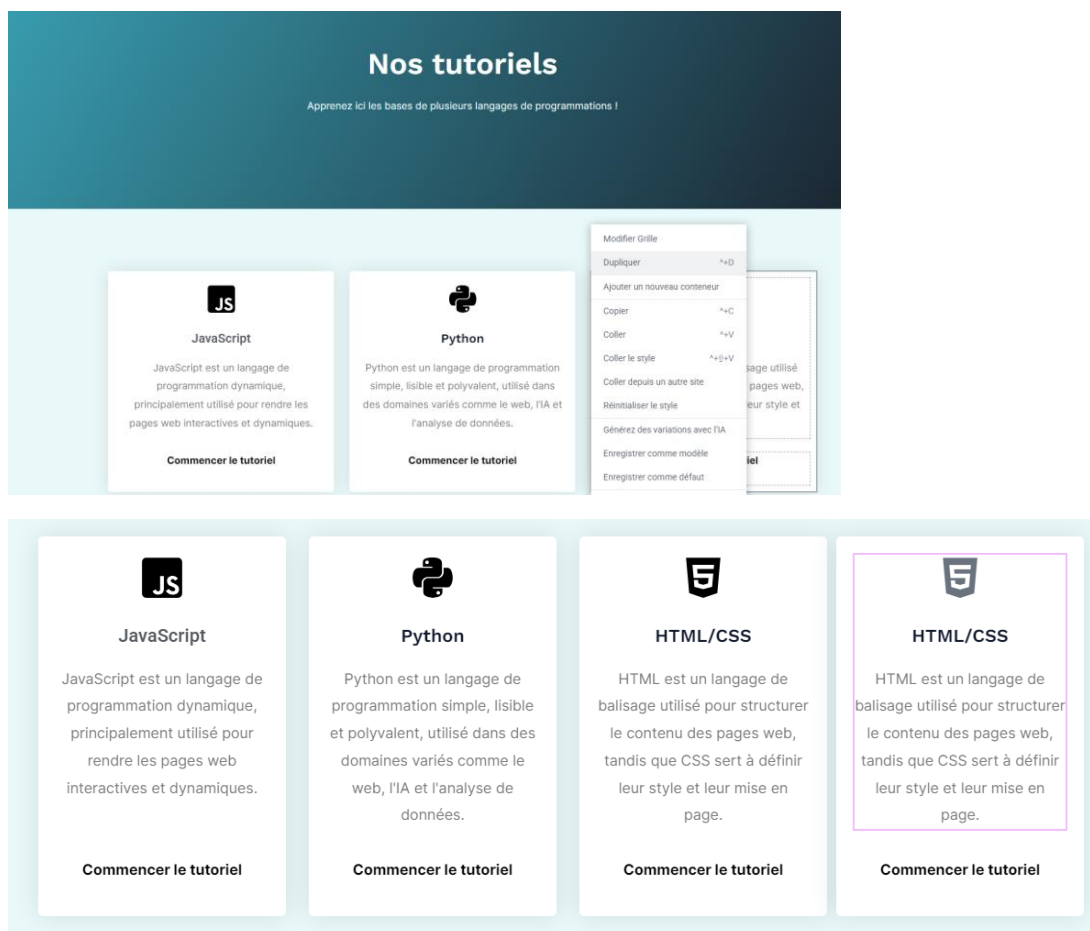 Nos tutoriels
Apprenez ici les bases de plusieurs langages de programmations !
JS
JavaScript
JavaScript est un langage de
programmation dynamique,
principalement utilisé pour rendre les
pages web interactives et dynamiques.
Commencer le tutoriel
Python
Python est un langage de programmation
simple, lisible et polyvalent, utilisé dans
des domaines variés comme le web, l'IA et
l'analyse de données.
Commencer le tutoriel
Modifier Grille
Dupliquer ^+D
Ajouter un nouveau conteneur
Copier ^+C
Coller ^+V
Coller le style ^+⇧+V
Coller depuis un autre site
Réinitialiser le style
Générez des variations avec l'IA
Enregistrer comme modèle
Enregistrer comme défaut
utilisé
pages web,
eur style et
iel
JS
JavaScript
JavaScript est un langage de
programmation dynamique,
principalement utilisé pour
rendre les pages web
interactives et dynamiques.
Commencer le tutoriel
Python
Python est un langage de
programmation simple, lisible
et polyvalent, utilisé dans des
domaines variés comme le
web, l'IA et l'analyse de
données.
Commencer le tutoriel
5
HTML/CSS
HTML est un langage de
balisage utilisé pour structurer
le contenu des pages web,
tandis que CSS sert à définir
leur style et leur mise en
page.
Commencer le tutoriel
5
HTML/CSS
HTML est un langage de
balisage utilisé pour structurer
le contenu des pages web,
tandis que CSS sert à définir
leur style et leur mise en
page.
Commencer le tutoriel